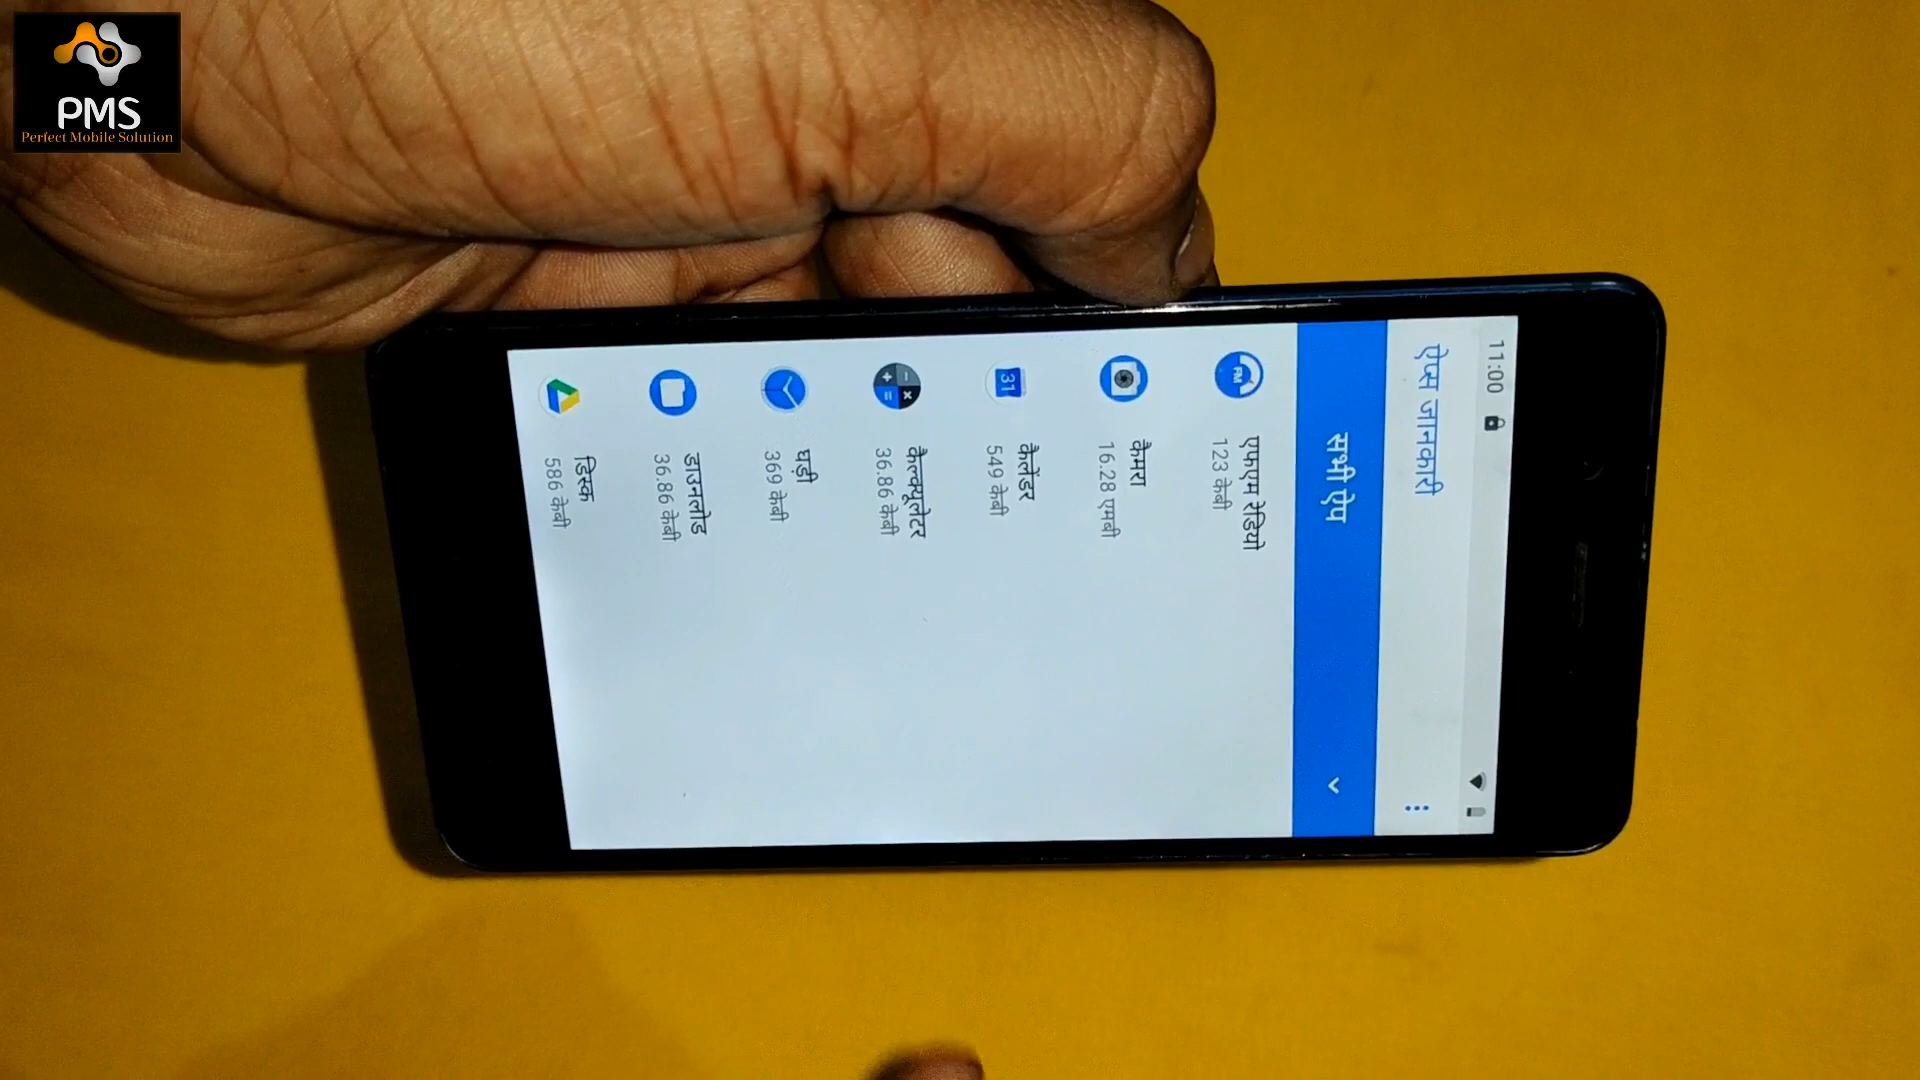 PMS
Perfect Mobile Solution
11:00
ऐप्स जानकारी
सभी ऐप
FM
एफएम रेडियो
123 केबी
कैमरा
16.28 एमबी
31
कैलेंडर
549 केबी
कैल्क्यूलेटर
36.86 केबी
घड़ी
369 केबी
डाउनलोड
36.86 केबी
डिस्क
586 केबी